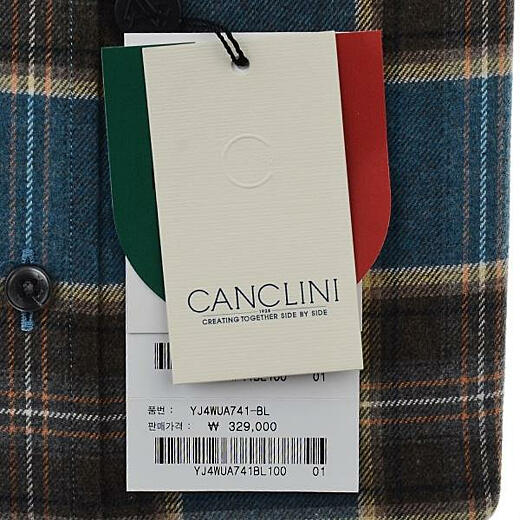 CANCLINI
1925
CREATING TOGETHER SIDE BY SIDE
01
품번 : YJ4WUA741-BL
판매가격 : ₩ 329,000
YJ4WUA741BL100 01